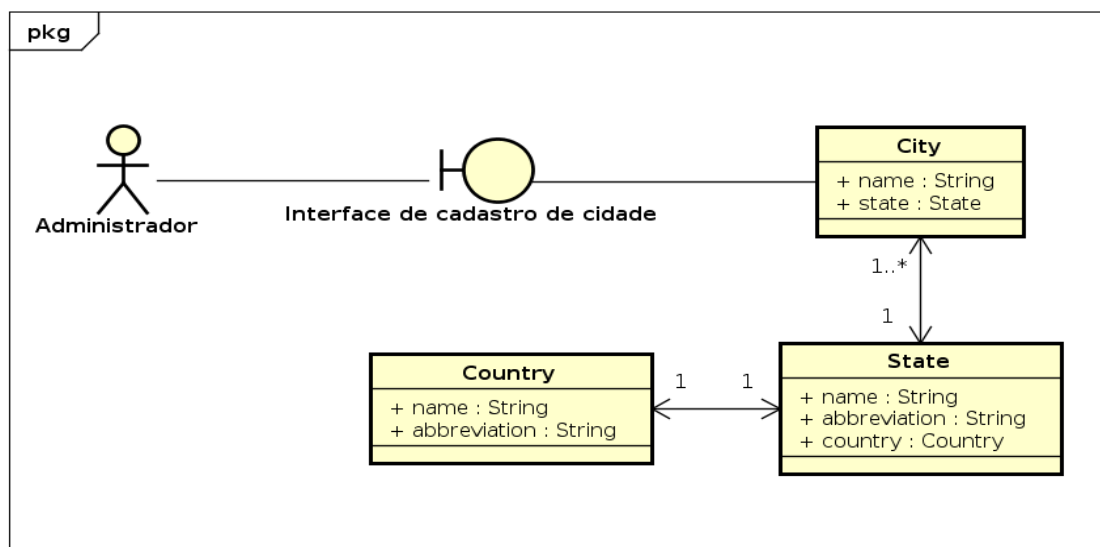 pkg
Administrador
Interface de cadastro de cidade
City
+ name : String
+ state : State
1..*
1
Country
+ name : String
+ abbreviation : String
1
1
State
+ name : String
+ abbreviation : String
+ country : Country